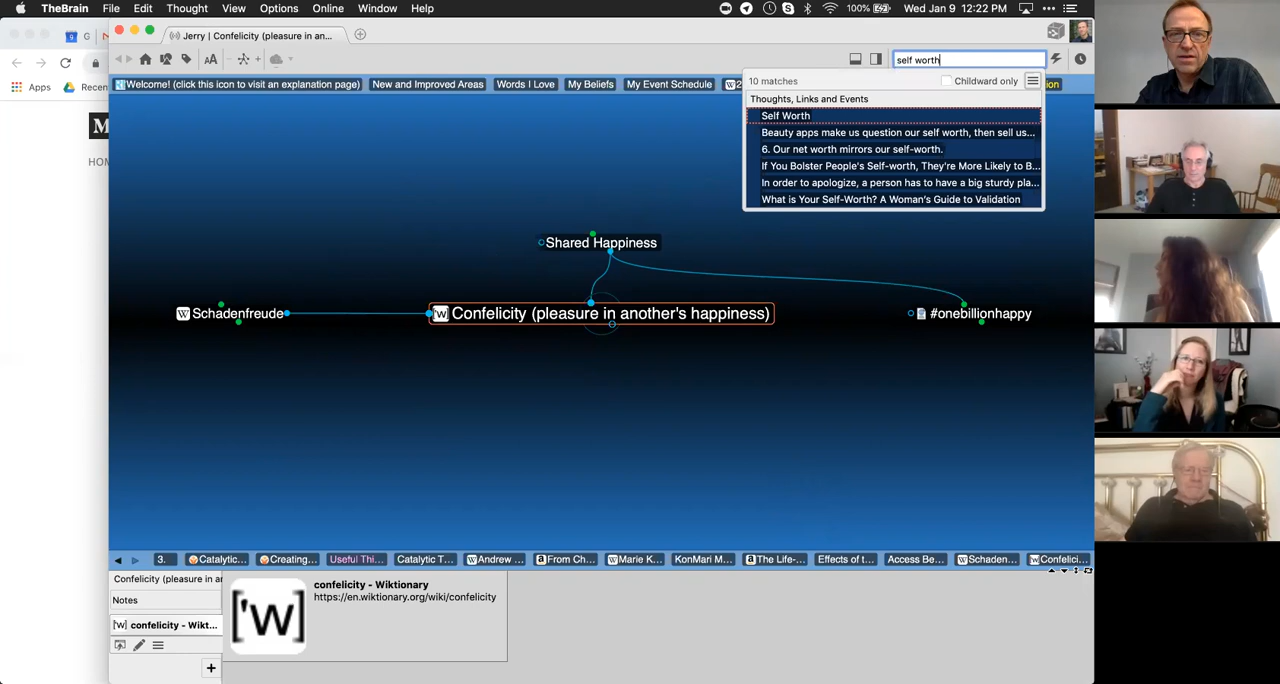 TheBrain File Edit Thought View Options Online Window Help 100% Wed Jan 9 12:22 PM
Jerry | Confelicity (pleasure in an...
self worth
10 matches Childward only
Welcome! (click this icon to visit an explanation page) New and Improved Areas Words I Love My Beliefs My Event Schedule
Thoughts, Links and Events
Self Worth
Beauty apps make us question our self worth, then sell us...
6. Our net worth mirrors our self-worth.
If You Bolster People's Self-worth, They're More Likely to B...
In order to apologize, a person has to have a big sturdy pla...
What is Your Self-Worth? A Woman's Guide to Validation
Apps Recei
HOM
Shared Happiness
Schadenfreude
Confelicity (pleasure in another's happiness)
#onebillionhappy
3. Catalytic... Creating... Useful Thi... Catalytic T... Andrew ... From Ch... Marie K... KonMari M... The Life-... Effects of t... Access Be... Schaden... Confelici...
Confelicity (pleasure in ar
Notes
['w] confelicity - Wikt...
['w]
confelicity - Wiktionary
https://en.wiktionary.org/wiki/confelicity